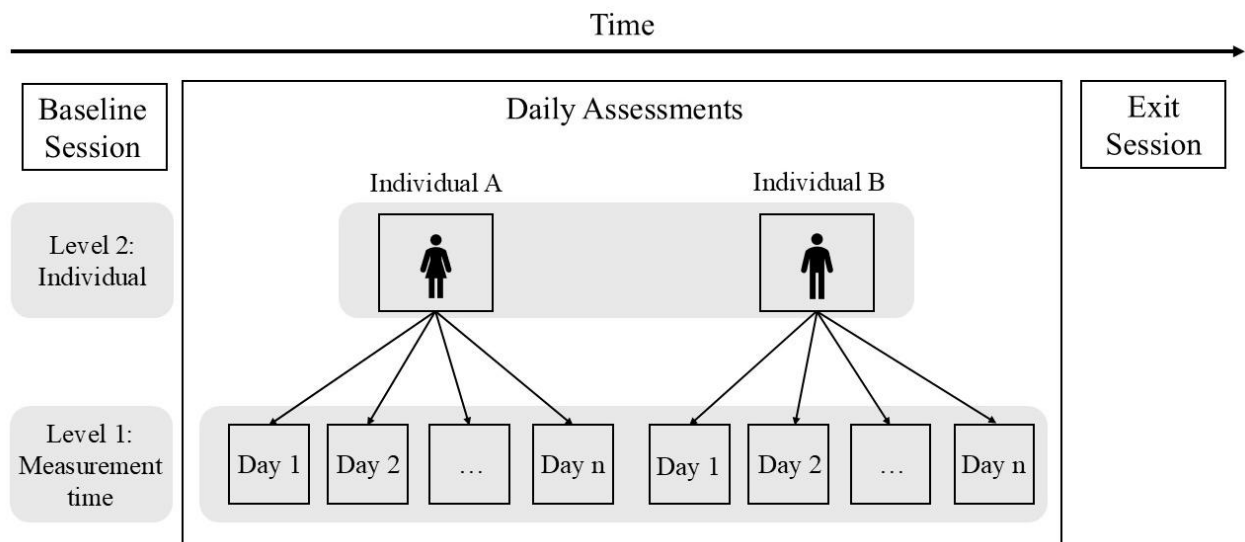 Time
Baseline
Session
Daily Assessments
Exit
Session
Individual A
Individual B
Level 2:
Individual
Level 1:
Measurement
time
Day 1
Day 2
…
Day n
Day 1
Day 2
…
Day n